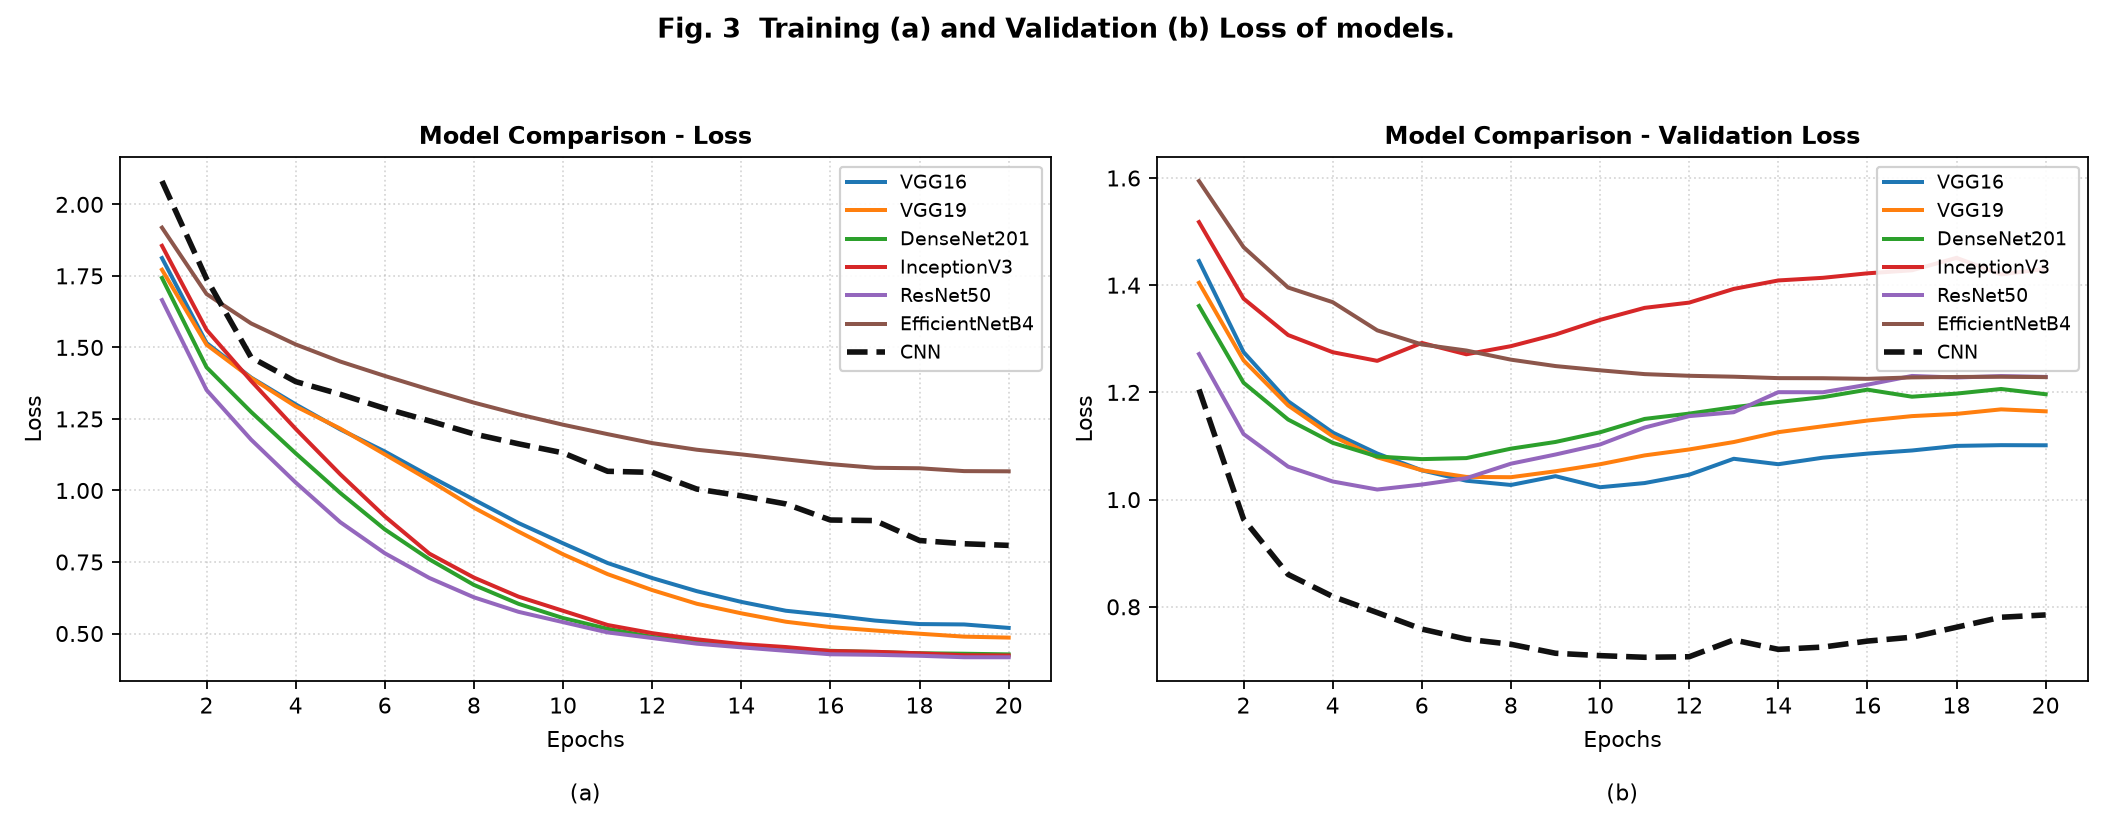 Fig. 3  Training (a) and Validation (b) Loss of models.
Model Comparison - Loss
Loss
2.00
1.75
1.50
1.25
1.00
0.75
0.50
VGG16
VGG19
DenseNet201
InceptionV3
ResNet50
EfficientNetB4
CNN
2 4 6 8 10 12 14 16 18 20
Epochs
(a)
Model Comparison - Validation Loss
Loss
1.6
1.4
1.2
1.0
0.8
VGG16
VGG19
DenseNet201
InceptionV3
ResNet50
EfficientNetB4
CNN
2 4 6 8 10 12 14 16 18 20
Epochs
(b)